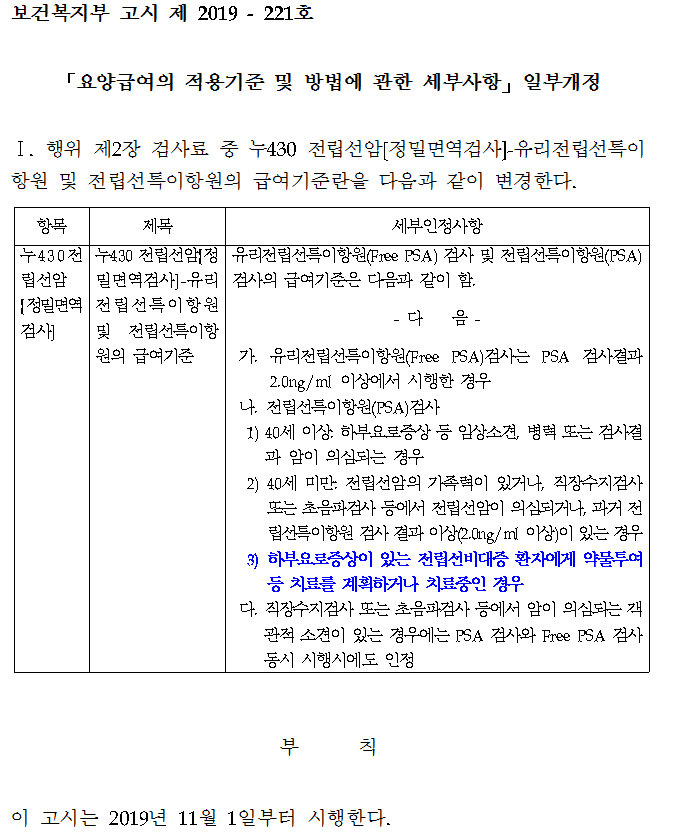 보건복지부 고시 제 2019 - 221호
「요양급여의 적용기준 및 방법에 관한 세부사항」 일부개정
Ⅰ. 행위 제2장 검사료 중 누430 전립선암[정밀면역검사]-유리전립선특이
항원 및 전립선특이항원의 급여기준란을 다음과 같이 변경한다.
항목
제목
세부인정사항
누430전
립선암
[정밀면역
검사]
누430 전립선암[정
밀면역검사]-유리
전립선특이항원
및 전립선특이항
원의 급여기준
유리전립선특이항원(Free PSA) 검사 및 전립선특이항원(PSA)
검사의 급여기준은 다음과 같이 함.
- 다 음 -
가. 유리전립선특이항원(Free PSA)검사는 PSA 검사결과
2.0ng/ml 이상에서 시행한 경우
나. 전립선특이항원(PSA)검사
1) 40세 이상: 하부요로증상 등 임상소견, 병력 또는 검사결
과 암이 의심되는 경우
2) 40세 미만: 전립선암의 가족력이 있거나, 직장수지검사
또는 초음파검사 등에서 전립선암이 의심되거나, 과거 전
립선특이항원 검사 결과 이상(2.0ng/ml 이상)이 있는 경우
3) 하부요로증상이 있는 전립선비대증 환자에게 약물투여
등 치료를 계획하거나 치료중인 경우
다. 직장수지검사 또는 초음파검사 등에서 암이 의심되는 객
관적 소견이 있는 경우에는 PSA 검사와 Free PSA 검사
동시 시행시에도 인정
부 칙
이 고시는 2019년 11월 1일부터 시행한다.